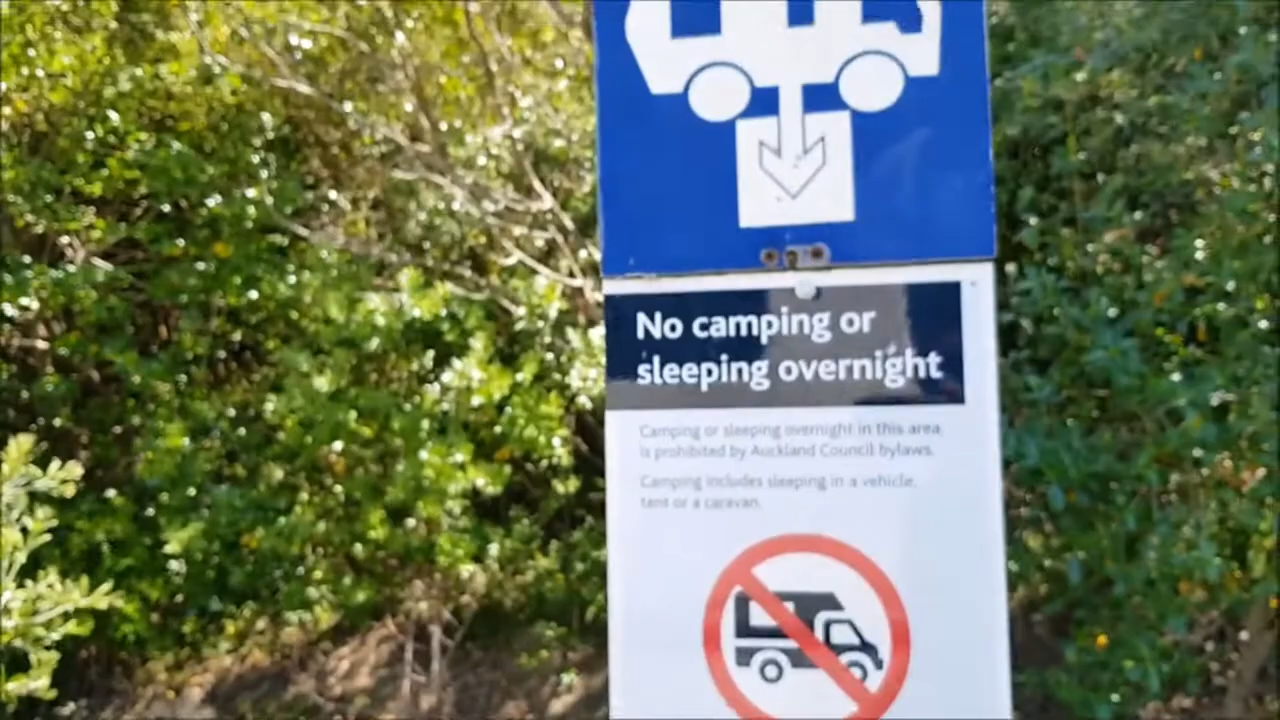 No camping or
sleeping overnight
Camping or sleeping overnight in this area,
is prohibited by Auckland Council bylaws.
Camping includes sleeping in a vehicle,
tent or a caravan.